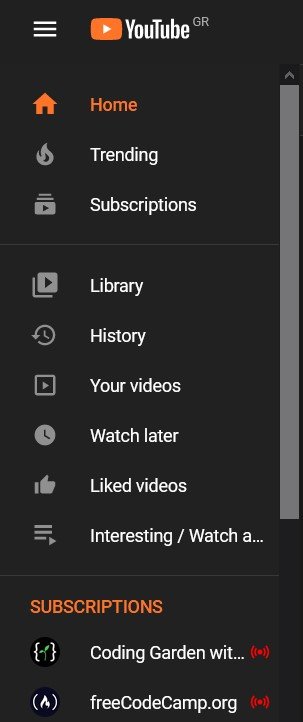 YouTube GR
Home
Trending
Subscriptions
Library
History
Your videos
Watch later
Liked videos
Interesting / Watch a...
SUBSCRIPTIONS
Coding Garden wit...
freeCodeCamp.org